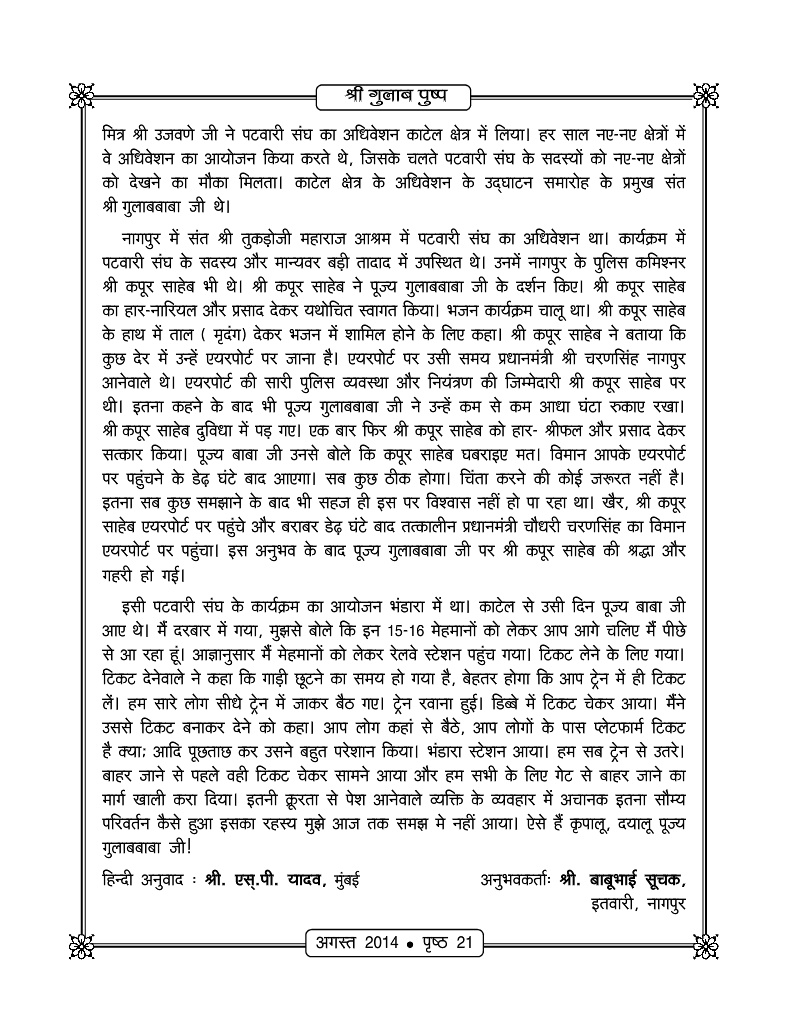 श्री गुलाब पुष्प
मित्र श्री उजवणे जी ने पटवारी संघ का अधिवेशन काटेल क्षेत्र में लिया। हर साल नए-नए क्षेत्रों में
वे अधिवेशन का आयोजन किया करते थे, जिसके चलते पटवारी संघ के सदस्यों को नए-नए क्षेत्रों
को देखने का मौका मिलता। काटेल क्षेत्र के अधिवेशन के उद्घाटन समारोह के प्रमुख संत
श्री गुलाबबाबा जी थे।
नागपुर में संत श्री तुकड़ोजी महाराज आश्रम में पटवारी संघ का अधिवेशन था। कार्यक्रम में
पटवारी संघ के सदस्य और मान्यवर बड़ी तादाद में उपस्थित थे। उनमें नागपुर के पुलिस कमिश्नर
श्री कपूर साहेब भी थे। श्री कपूर साहेब ने पूज्य गुलाबबाबा जी के दर्शन किए। श्री कपूर साहेब
का हार-नारियल और प्रसाद देकर यथोचित स्वागत किया। भजन कार्यक्रम चालू था। श्री कपूर साहेब
के हाथ में ताल ( मृदंग) देकर भजन में शामिल होने के लिए कहा। श्री कपूर साहेब ने बताया कि
कुछ देर में उन्हें एयरपोर्ट पर जाना है। एयरपोर्ट पर उसी समय प्रधानमंत्री श्री चरणसिंह नागपुर
आनेवाले थे। एयरपोर्ट की सारी पुलिस व्यवस्था और नियंत्रण की जिम्मेदारी श्री कपूर साहेब पर
थी। इतना कहने के बाद भी पूज्य गुलाबबाबा जी ने उन्हें कम से कम आधा घंटा रुकाए रखा।
श्री कपूर साहेब दुविधा में पड़ गए। एक बार फिर श्री कपूर साहेब को हार- श्रीफल और प्रसाद देकर
सत्कार किया। पूज्य बाबा जी उनसे बोले कि कपूर साहेब घबराइए मत। विमान आपके एयरपोर्ट
पर पहुंचने के डेढ़ घंटे बाद आएगा। सब कुछ ठीक होगा। चिंता करने की कोई जरूरत नहीं है।
इतना सब कुछ समझाने के बाद भी सहज ही इस पर विश्वास नहीं हो पा रहा था। खैर, श्री कपूर
साहेब एयरपोर्ट पर पहुंचे और बराबर डेढ़ घंटे बाद तत्कालीन प्रधानमंत्री चौधरी चरणसिंह का विमान
एयरपोर्ट पर पहुंचा। इस अनुभव के बाद पूज्य गुलाबबाबा जी पर श्री कपूर साहेब की श्रद्धा और
गहरी हो गई।
इसी पटवारी संघ के कार्यक्रम का आयोजन भंडारा में था। काटेल से उसी दिन पूज्य बाबा जी
आए थे। मैं दरबार में गया, मुझसे बोले कि इन 15-16 मेहमानों को लेकर आप आगे चलिए मैं पीछे
से आ रहा हूं। आज्ञानुसार मैं मेहमानों को लेकर रेलवे स्टेशन पहुंच गया। टिकट लेने के लिए गया।
टिकट देनेवाले ने कहा कि गाड़ी छूटने का समय हो गया है, बेहतर होगा कि आप ट्रेन में ही टिकट
लें। हम सारे लोग सीधे ट्रेन में जाकर बैठ गए। ट्रेन रवाना हुई। डिब्बे में टिकट चेकर आया। मैंने
उससे टिकट बनाकर देने को कहा। आप लोग कहां से बैठे, आप लोगों के पास प्लेटफार्म टिकट
है क्या; आदि पूछताछ कर उसने बहुत परेशान किया। भंडारा स्टेशन आया। हम सब ट्रेन से उतरे।
बाहर जाने से पहले वही टिकट चेकर सामने आया और हम सभी के लिए गेट से बाहर जाने का
मार्ग खाली करा दिया। इतनी क्रूरता से पेश आनेवाले व्यक्ति के व्यवहार में अचानक इतना सौम्य
परिवर्तन कैसे हुआ इसका रहस्य मुझे आज तक समझ मे नहीं आया। ऐसे हैं कृपालू, दयालू पूज्य
गुलाबबाबा जी!
हिन्दी अनुवाद : श्री. एस्.पी. यादव, मुंबई अनुभवकर्ताः श्री. बाबूभाई सूचक,
इतवारी, नागपुर
अगस्त 2014 ● पृष्ठ 21